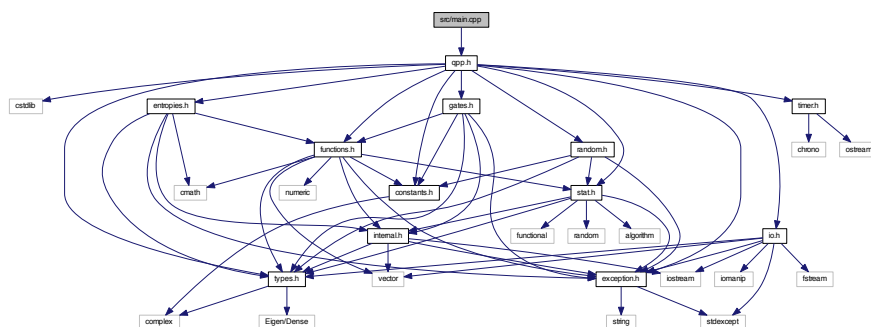 src/main.cpp
qpp.h
cstdlib
entropies.h
gates.h
timer.h
functions.h
random.h
chrono
ostream
cmath
numeric
constants.h
stat.h
internal.h
functional
random
algorithm
io.h
types.h
vector
exception.h
iostream
iomanip
fstream
complex
Eigen/Dense
string
stdexcept